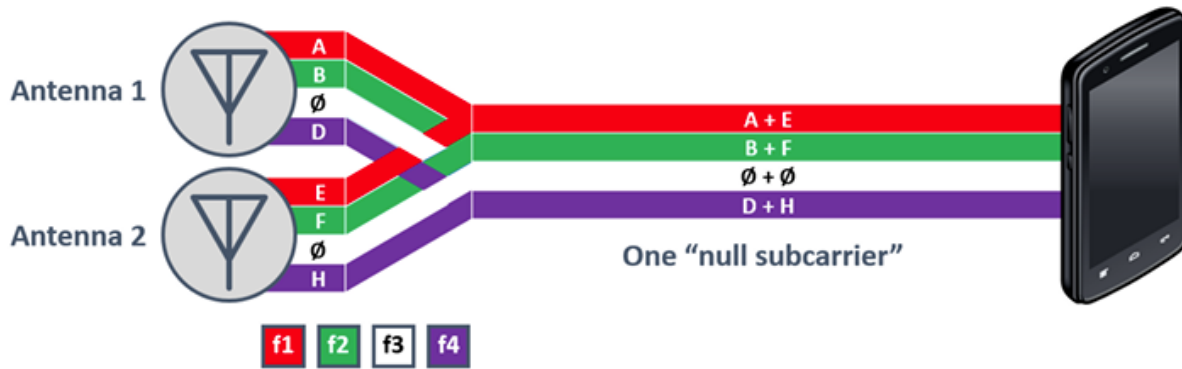 Antenna 1
A
B
Ø
D
Antenna 2
E
F
Ø
H
A + E
B + F
Ø + Ø
D + H
One “null subcarrier”
f1 f2 f3 f4